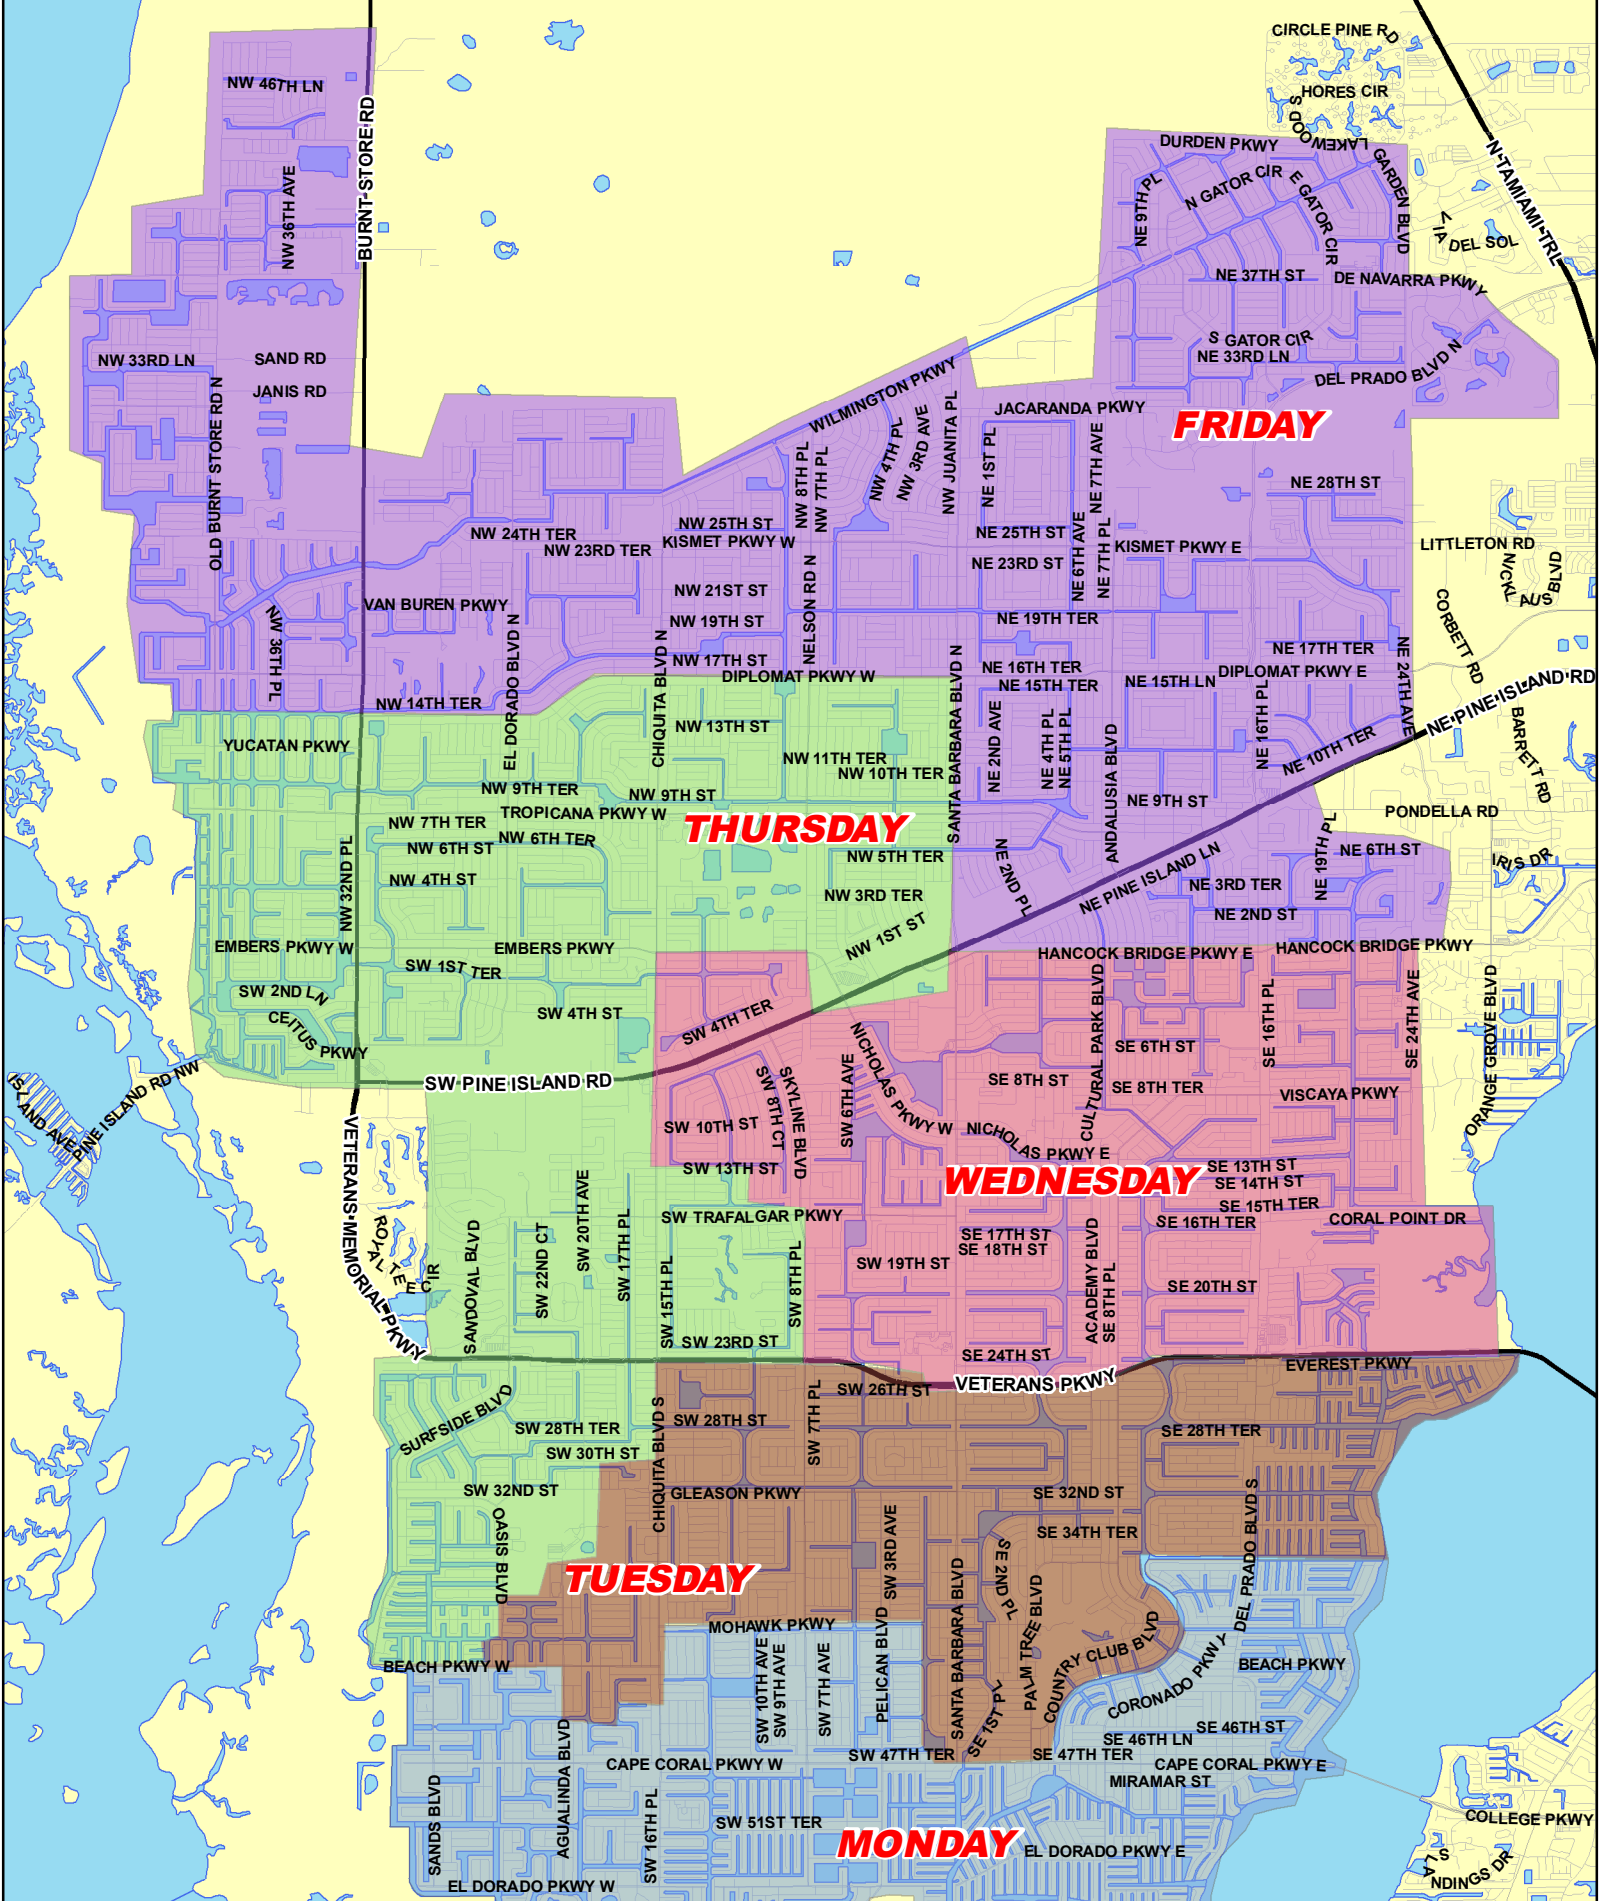 CIRCLE PINE RD
NW 46TH LN
HORES CIR
LAKEWOOD S
BURNT-STORE-RD
DURDEN PKWY
N-TAMIAMI-TRL
GARDEN BLVD
NW 36TH AVE
NE 9TH PL
N GATOR CIR
E GATOR CIR
VIA DEL SOL
NE 37TH ST
DE NAVARRA PKWY
S GATOR CIR
NE 33RD LN
NW 33RD LN
SAND RD
JANIS RD
DEL PRADO BLVD N
WILMINGTON PKWY
JACARANDA PKWY
FRIDAY
OLD BURNT STORE RD N
NW 8TH PL
NW 7TH PL
NW 4TH PL
NW 3RD AVE
NW JUANITA PL
NE 1ST PL
NE 7TH AVE
NE 28TH ST
NW 24TH TER
NW 25TH ST
NW 23RD TER
KISMET PKWY W
NE 25TH ST
NE 6TH AVE
NE 7TH PL
KISMET PKWY E
LITTLETON RD
NICKLAUS BLVD
NE 23RD ST
NW 21ST ST
VAN BUREN PKWY
NELSON RD N
NW 19TH ST
NE 19TH TER
CORBETT RD
NW 36TH PL
EL DORADO BLVD N
CHIQUITA BLVD N
NW 17TH ST
DIPLOMAT PKWY W
SANTA BARBARA BLVD N
NE 16TH TER
NE 15TH TER
NE 17TH TER
DIPLOMAT PKWY E
NE 15TH LN
NE 24TH AVE
NE-PINE-ISLAND-RD
NW 14TH TER
NW 13TH ST
NE 2ND AVE
NE 4TH PL
NE 5TH PL
ANDALUSIA BLVD
NE 16TH PL
NE 10TH TER
BARRETT RD
YUCATAN PKWY
NW 11TH TER
NW 10TH TER
NW 9TH TER
NW 9TH ST
NE 9TH ST
TROPICANA PKWY W
PONDELLA RD
THURSDAY
NW 7TH TER
NW 6TH TER
NW 6TH ST
NW 5TH TER
NE 2ND PL
NE PINE ISLAND LN
NE 19TH PL
NE 6TH ST
IRIS DR
NW 32ND PL
NW 4TH ST
NW 3RD TER
NE 3RD TER
NE 2ND ST
NW 1ST ST
EMBERS PKWY W
EMBERS PKWY
HANCOCK BRIDGE PKWY E
HANCOCK BRIDGE PKWY
SW 1ST TER
SW 2ND LN
CEITUS PKWY
SW 4TH ST
SW 4TH TER
CULTURAL PARK BLVD
SE 16TH PL
SE 24TH AVE
ORANGE GROVE BLVD
NICHOLAS PKWY W
SE 6TH ST
SW PINE ISLAND RD
PINE ISLAND RD NW
ISLAND AVE
SW 6TH AVE
SKYLINE BLVD
SW 8TH CT
SE 8TH ST
SE 8TH TER
VISCAYA PKWY
VETERANS-MEMORIAL-PKWY
SW 10TH ST
NICHOLAS PKWY E
SW 13TH ST
WEDNESDAY
SE 13TH ST
SE 14TH ST
SE 15TH TER
SE 16TH TER
CORAL POINT DR
SW 20TH AVE
SW 17TH PL
SW TRAFALGAR PKWY
ROYAL TEE CIR
SANDOVAL BLVD
SW 22ND CT
SW 15TH PL
SW 8TH PL
SE 17TH ST
SE 18TH ST
ACADEMY BLVD
SE 8TH PL
SW 19TH ST
SE 20TH ST
SW 23RD ST
SE 24TH ST
EVEREST PKWY
VETERANS PKWY
SW 26TH ST
SURFSIDE BLVD
SW 28TH TER
CHIQUITA BLVD S
SW 28TH ST
SW 7TH PL
SE 28TH TER
SW 30TH ST
SW 32ND ST
GLEASON PKWY
SE 32ND ST
DEL PRADO BLVD S
OASIS BLVD
SW 3RD AVE
SE 34TH TER
TUESDAY
SE 2ND PL
SANTA BARBARA BLVD
PALM TREE BLVD
COUNTRY CLUB BLVD
MOHAWK PKWY
PELICAN BLVD
BEACH PKWY W
SW 10TH AVE
SW 9TH AVE
SW 7TH AVE
SE 1ST PL
CORONADO PKWY
BEACH PKWY
SE 46TH ST
SE 46TH LN
AGUALINDA BLVD
CAPE CORAL PKWY W
SW 47TH TER
SE 47TH TER
CAPE CORAL PKWY E
MIRAMAR ST
SANDS BLVD
SW 16TH PL
SW 51ST TER
COLLEGE PKWY
MONDAY
EL DORADO PKWY E
EL DORADO PKWY W
NDINGS DR